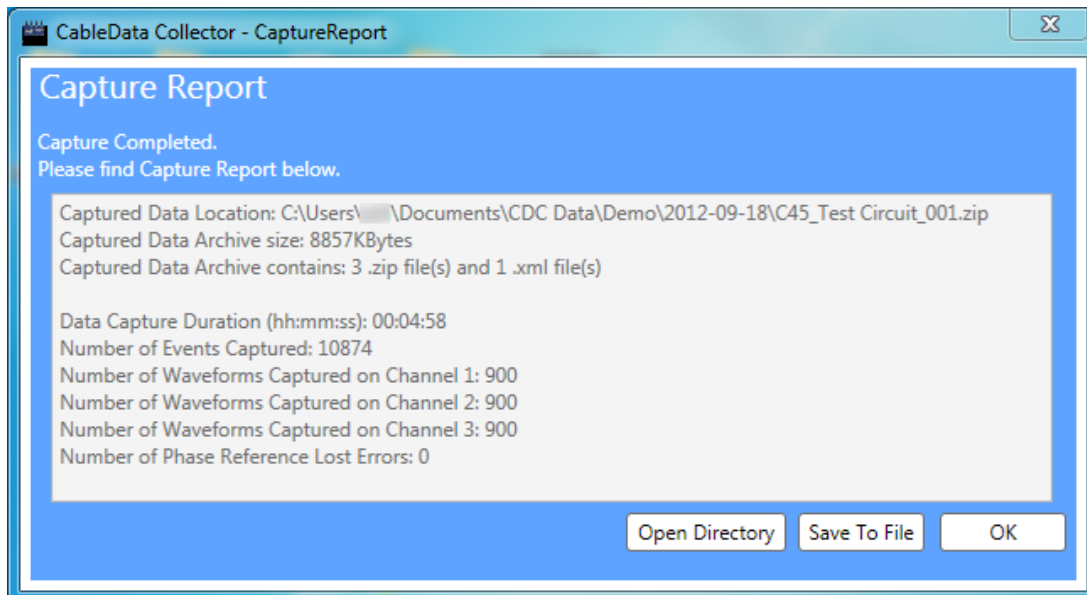 CableData Collector - CaptureReport
Capture Report
Capture Completed.
Please find Capture Report below.
Captured Data Location: C:\Users\ \Documents\CDC Data\Demo\2012-09-18\C45_Test Circuit_001.zip
Captured Data Archive size: 8857KBytes
Captured Data Archive contains: 3 .zip file(s) and 1 .xml file(s)
Data Capture Duration (hh:mm:ss): 00:04:58
Number of Events Captured: 10874
Number of Waveforms Captured on Channel 1: 900
Number of Waveforms Captured on Channel 2: 900
Number of Waveforms Captured on Channel 3: 900
Number of Phase Reference Lost Errors: 0
Open Directory Save To File OK